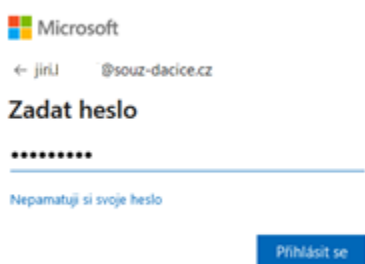 Microsoft
← jiri.l @souz-dacice.cz
Zadat heslo
•••••••••
Nepamatuji si svoje heslo
Přihlásit se